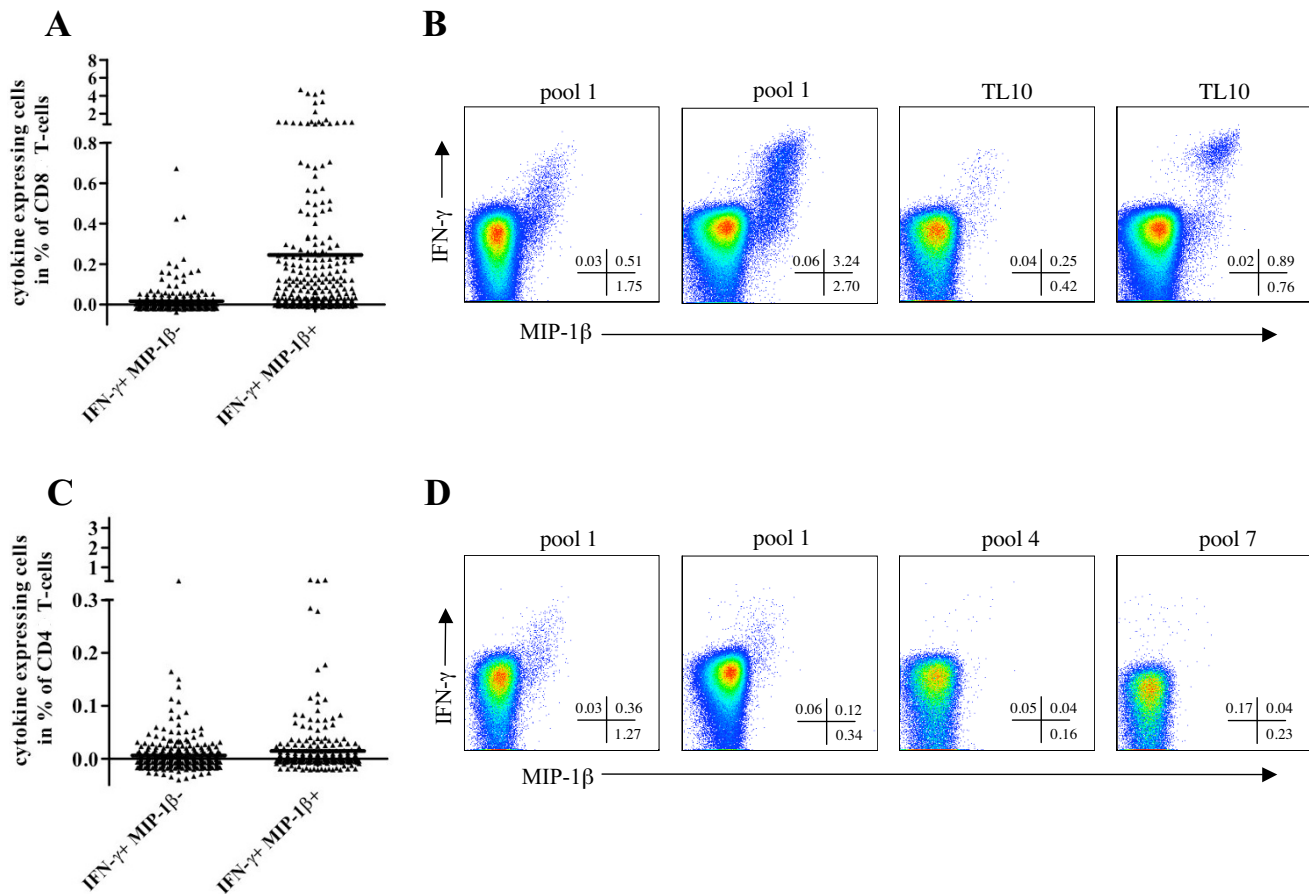 A
cytokine expressing cells
in % of CD8 T-cells
8
6
4
2
0.8
0.6
0.4
0.2
0.0
IFN-γ+ MIP-1β-
IFN-γ+ MIP-1β+
B
pool 1
pool 1
TL10
TL10
IFN-γ
0.03 0.51
1.75
0.06 3.24
2.70
0.04 0.25
0.42
0.02 0.89
0.76
MIP-1β
C
cytokine expressing cells
in % of CD4 T-cells
3
2
1
0.3
0.2
0.1
0.0
IFN-γ+ MIP-1β-
IFN-γ+ MIP-1β+
D
pool 1
pool 1
pool 4
pool 7
IFN-γ
0.03 0.36
1.27
0.06 0.12
0.34
0.05 0.04
0.16
0.17 0.04
0.23
MIP-1β